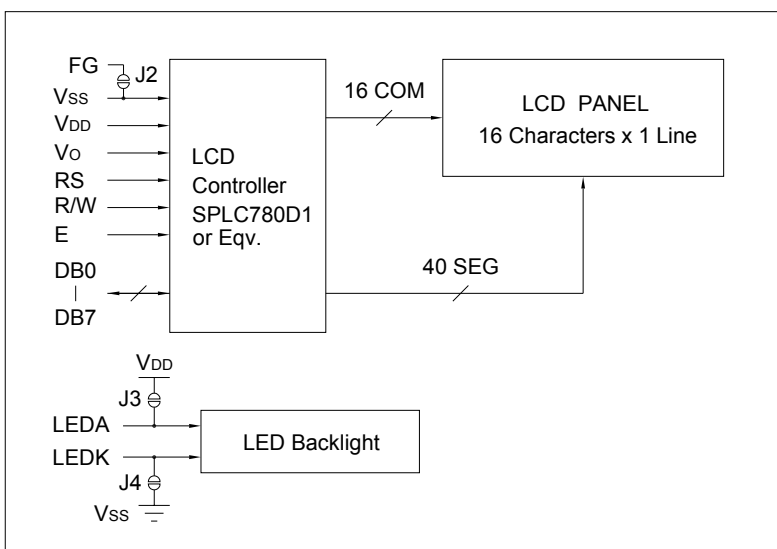 FG
J2
VSS
VDD
VO
RS
R/W
E
DB0
DB7
LCD
Controller
SPLC780D1
or Eqv.
16 COM
40 SEG
LCD PANEL
16 Characters x 1 Line
VDD
J3
LEDA
LEDK
J4
VSS
LED Backlight